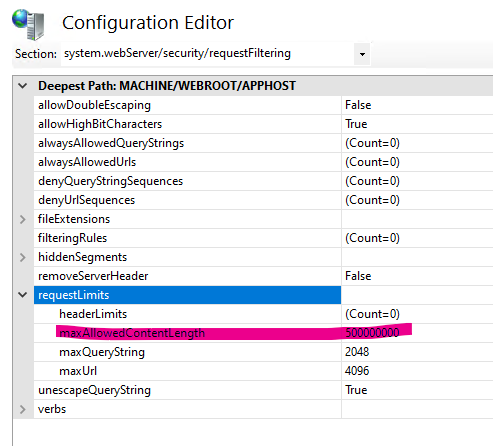 Configuration Editor
Section: system.webServer/security/requestFiltering
Deepest Path: MACHINE/WEBROOT/APPHOST
allowDoubleEscaping False
allowHighBitCharacters True
alwaysAllowedQueryStrings (Count=0)
alwaysAllowedUrls (Count=0)
denyQueryStringSequences (Count=0)
denyUrlSequences (Count=0)
fileExtensions
filteringRules (Count=0)
hiddenSegments
removeServerHeader False
requestLimits
headerLimits (Count=0)
maxAllowedContentLength 500000000
maxQueryString 2048
maxUrl 4096
unescapeQueryString True
verbs